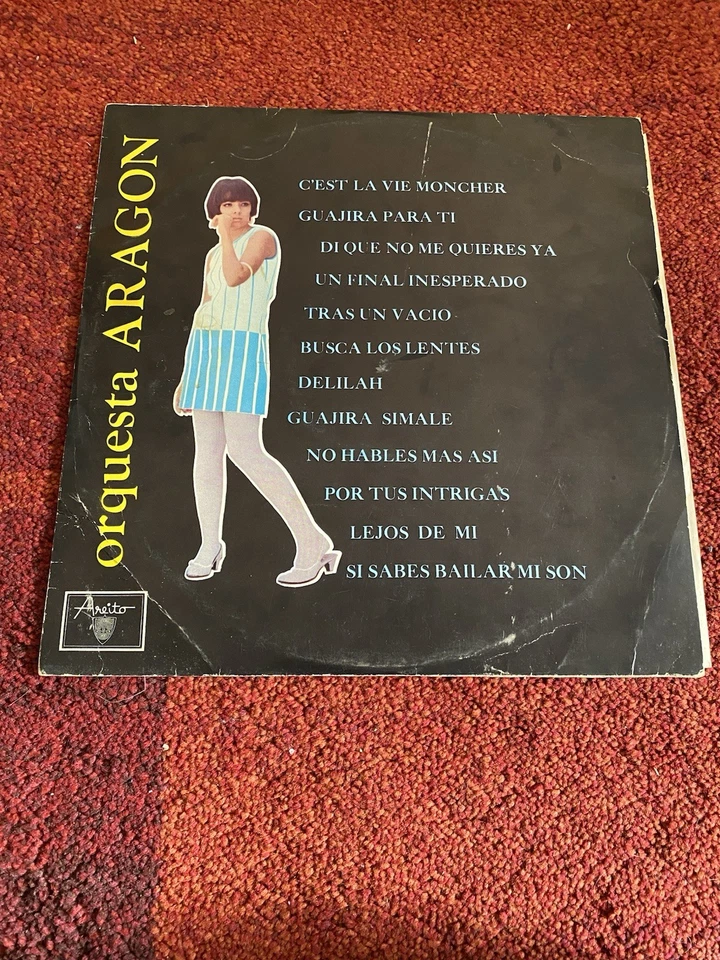 orquesta ARAGON
C'EST LA VIE MONCHER
GUAJIRA PARA TI
DI QUE NO ME QUIERES YA
UN FINAL INESPERADO
TRAS UN VACIO
BUSCA LOS LENTES
DELILAH
GUAJIRA SIMALE
NO HABLES MAS ASI
POR TUS INTRIGAS
LEJOS DE MI
SI SABES BAILAR MI SON
Areito